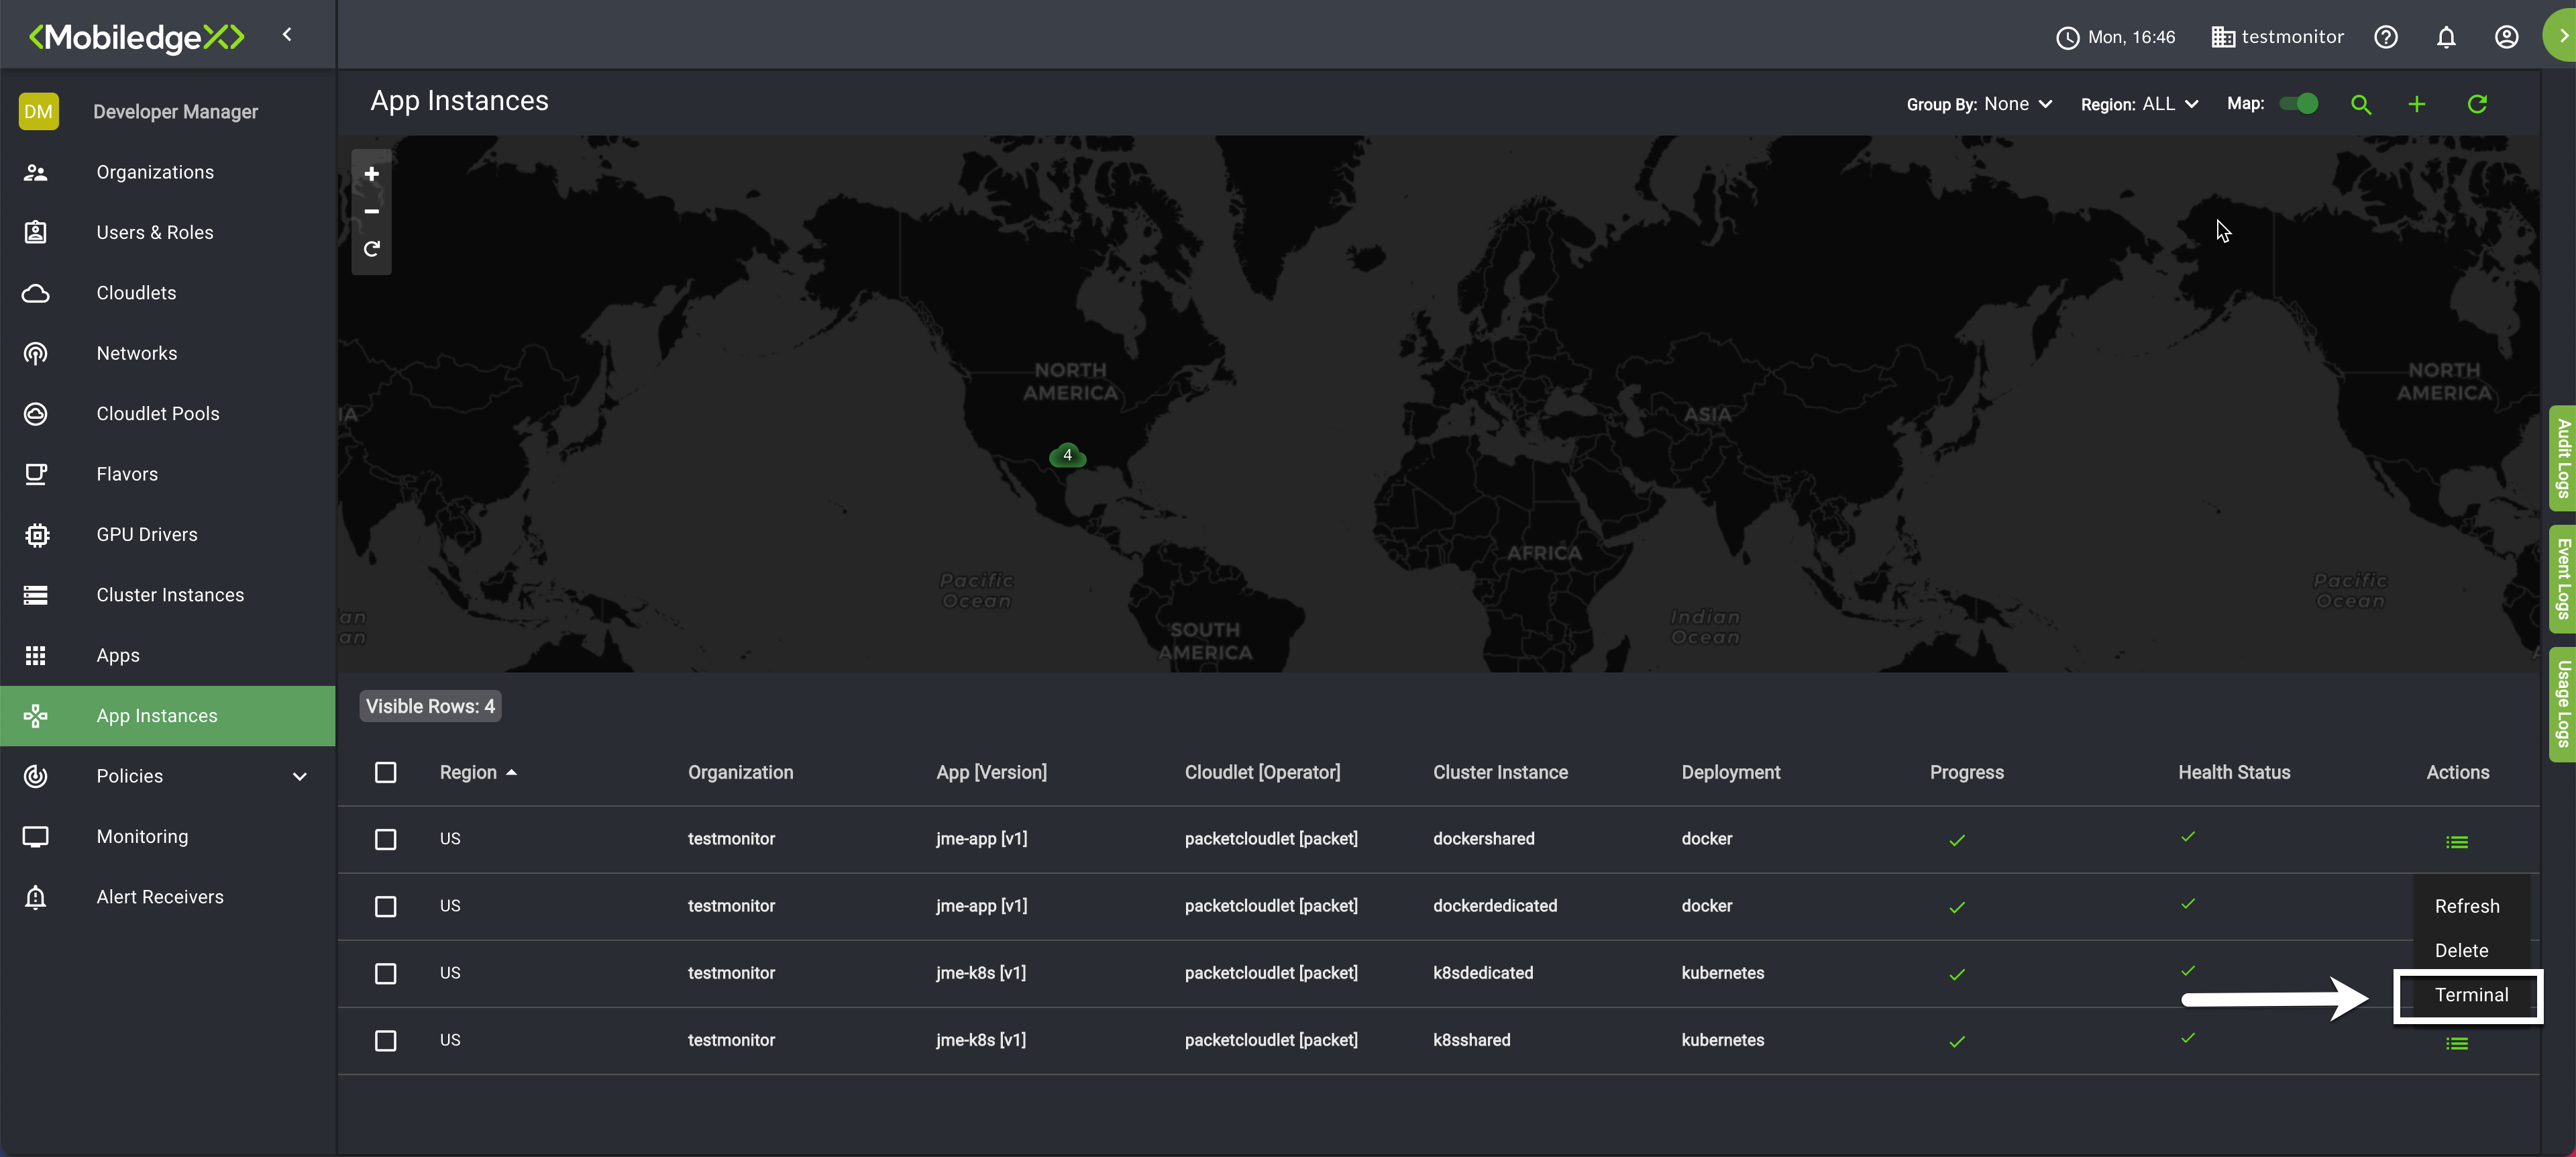 <MobiledgeX>
Mon, 16:46
testmonitor
DM
Developer Manager
Organizations
Users & Roles
Cloudlets
Networks
Cloudlet Pools
Flavors
GPU Drivers
Cluster Instances
Apps
App Instances
Policies
Monitoring
Alert Receivers
App Instances
Group By: None
Region: ALL
Map:
NORTH
AMERICA
4
Pacific
Ocean
SOUTH
AMERICA
AFRICA
ASIA
Indian
Ocean
NORTH
AMERICA
Pacific
Ocean
IA
an
an
Audit Logs
Event Logs
Usage Logs
Visible Rows: 4
Region Organization App [Version] Cloudlet [Operator] Cluster Instance Deployment Progress Health Status Actions
US testmonitor jme-app [v1] packetcloudlet [packet] dockershared docker
US testmonitor jme-app [v1] packetcloudlet [packet] dockerdedicated docker
US testmonitor jme-k8s [v1] packetcloudlet [packet] k8sdedicated kubernetes
US testmonitor jme-k8s [v1] packetcloudlet [packet] k8sshared kubernetes
Refresh
Delete
Terminal